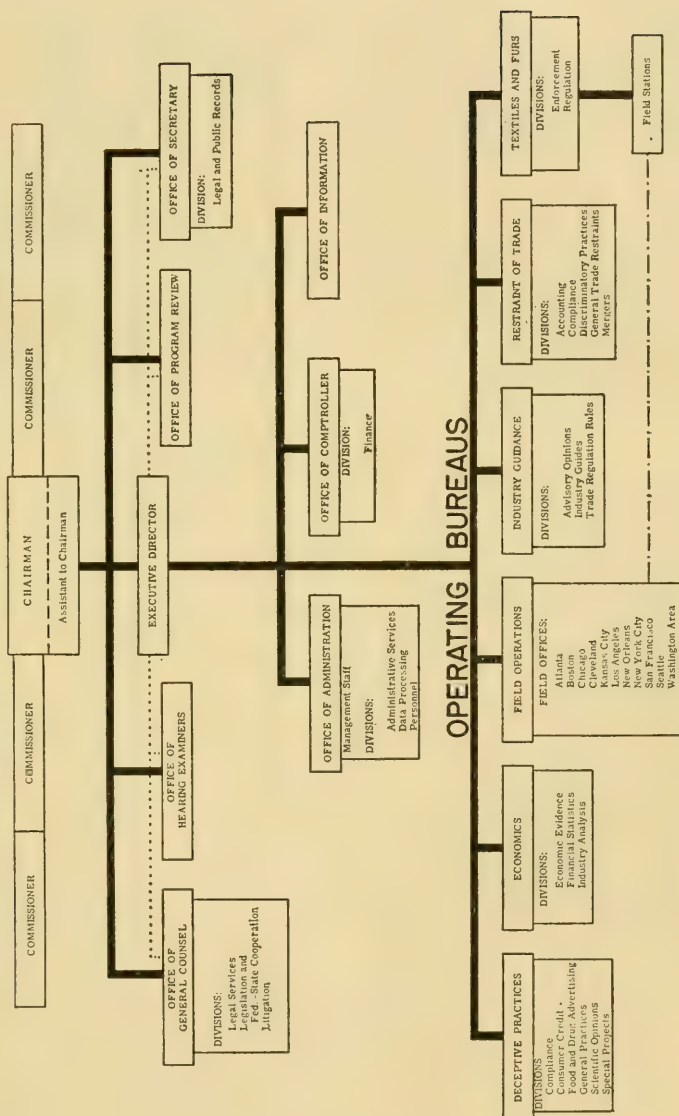 COMMISSIONER
COMMISSIONER
CHAIRMAN
Assistant to Chairman
COMMISSIONER
COMMISSIONER
OFFICE OF
GENERAL COUNSEL
DIVISIONS:
Legal Services
Legislation and
Fed.-State Cooperation
Litigation
OFFICE OF
HEARING EXAMINERS
EXECUTIVE DIRECTOR
OFFICE OF PROGRAM REVIEW
OFFICE OF SECRETARY
DIVISION:
Legal and Public Records
OFFICE OF ADMINISTRATION
Management Staff
DIVISIONS:
Administrative Services
Data Processing
Personnel
OFFICE OF COMPTROLLER
DIVISION:
Finance
OFFICE OF INFORMATION
OPERATING BUREAUS
DECEPTIVE PRACTICES
DIVISIONS
Compliance
Consumer Credit •
Food and Drug Advertising
General Practices
Scientific Opinions
Special Projects
ECONOMICS
DIVISIONS:
Economic Evidence
Financial Statistics
Industry Analysis
FIELD OPERATIONS
FIELD OFFICES:
Atlanta
Boston
Chicago
Cleveland
Kansas City
Los Angeles
New Orleans
New York City
San Francisco
Seattle
Washington Area
INDUSTRY GUIDANCE
DIVISIONS:
Advisory Opinions
Industry Guides
Trade Regulation Rules
RESTRAINT OF TRADE
DIVISIONS:
Accounting
Compliance
Discriminatory Practices
General Trade Restraints
Mergers
TEXTILES AND FURS
DIVISIONS:
Enforcement
Regulation
Field Stations